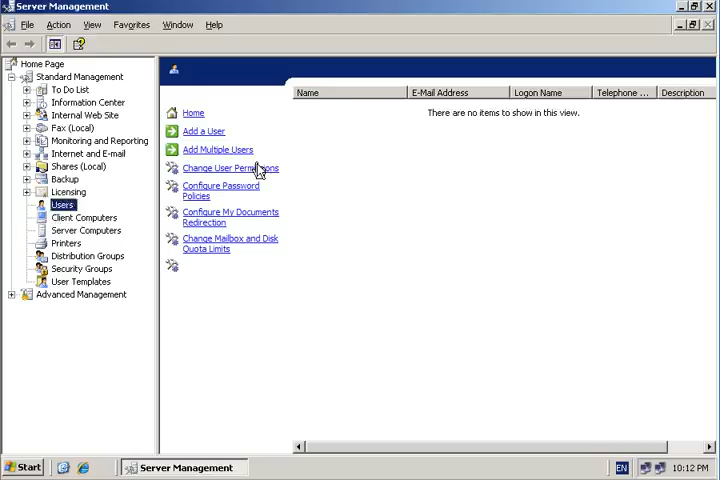 Server Management
File Action View Favorites Window Help
Home Page
Standard Management
To Do List
Information Center
Internal Web Site
Fax (Local)
Monitoring and Reporting
Internet and E-mail
Shares (Local)
Backup
Licensing
Users
Client Computers
Server Computers
Printers
Distribution Groups
Security Groups
User Templates
Advanced Management
Home
Add a User
Add Multiple Users
Change User Permissions
Configure Password
Policies
Configure My Documents
Redirection
Change Mailbox and Disk
Quota Limits
Name E-Mail Address Logon Name Telephone ... Description
There are no items to show in this view.
Start Server Management EN 10:12 PM